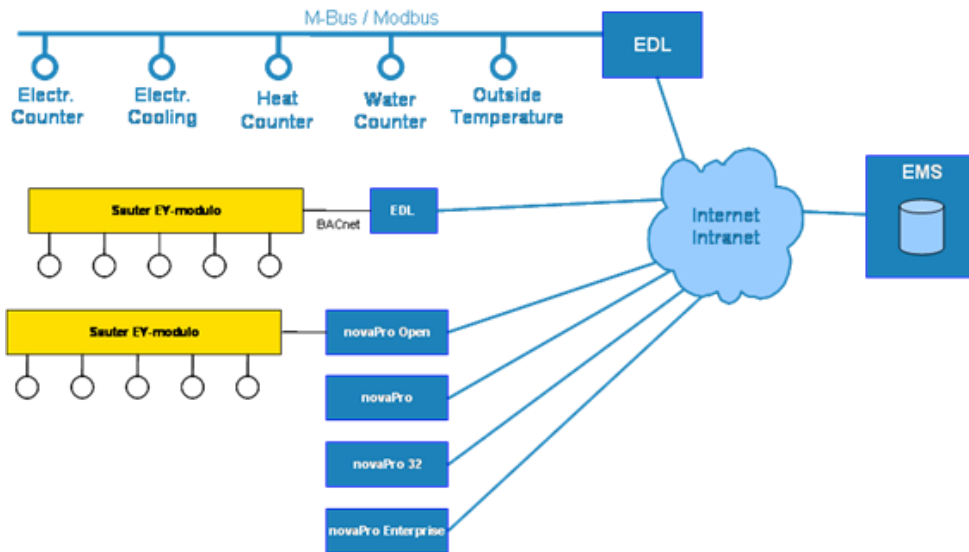 M-Bus / Modbus
EDL
Electr.
Counter
Electr.
Cooling
Heat
Counter
Water
Counter
Outside
Temperature
EMS
Sauter EY-modulo
BACnet
EDL
Internet
Intranet
Sauter EY-modulo
novaPro Open
novaPro
novaPro 32
novaPro Enterprise